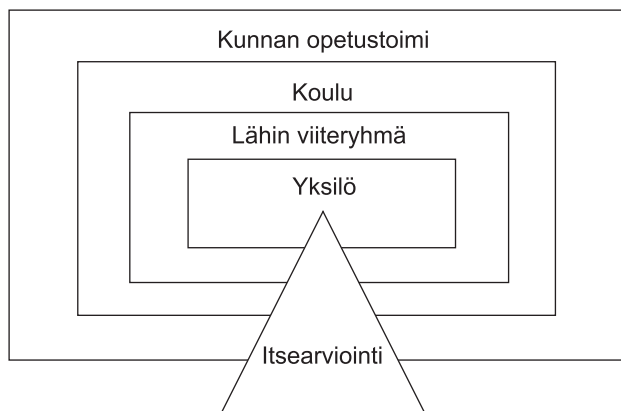 Kunnan opetustoimi
Koulu
Lähin viiteryhmä
Yksilö
Itsearviointi